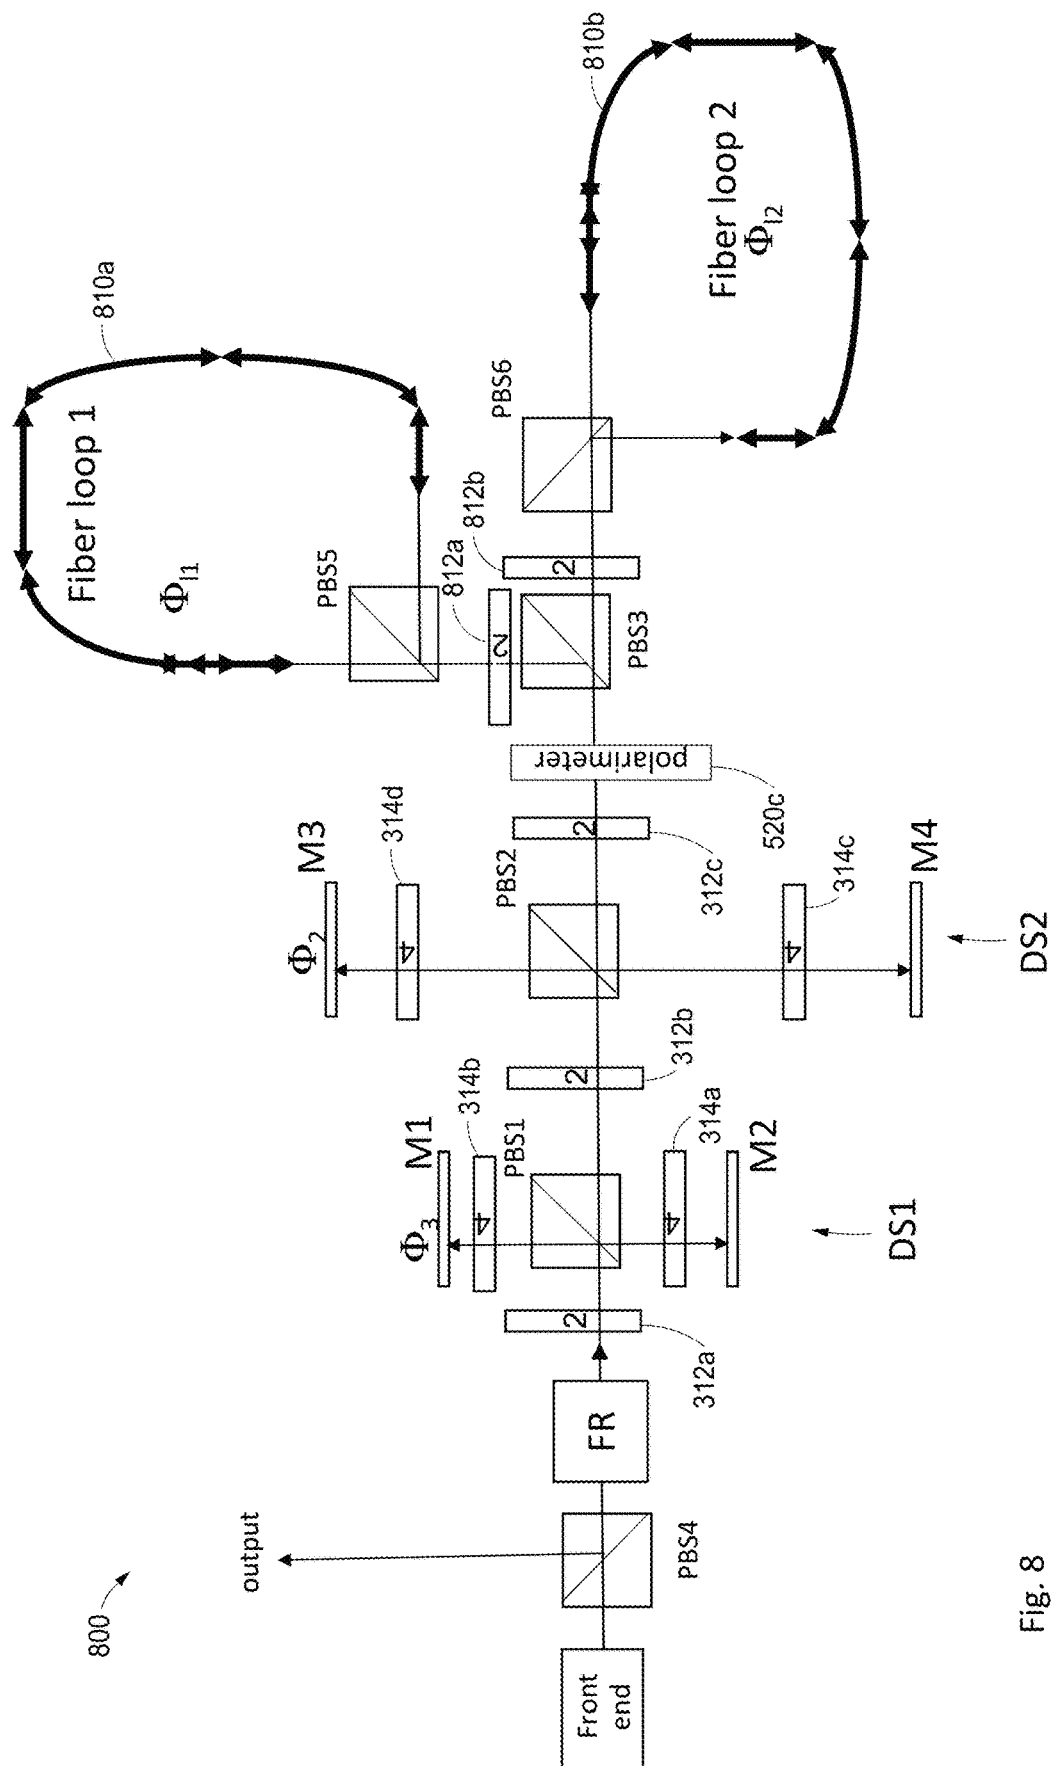 800
output
Front
end
PBS4
FR
312a
Φ3
M1
314b
PBS1
314a
M2
DS1
312b
Φ2
M3
314d
PBS2
314c
M4
DS2
312c
polarimeter
520c
PBS3
812a
812b
PBS5
PBS6
Fiber loop 1
Φl1
810a
Fiber loop 2
Φl2
810b
2
4
4
2
4
4
2
2
2
Fig. 8